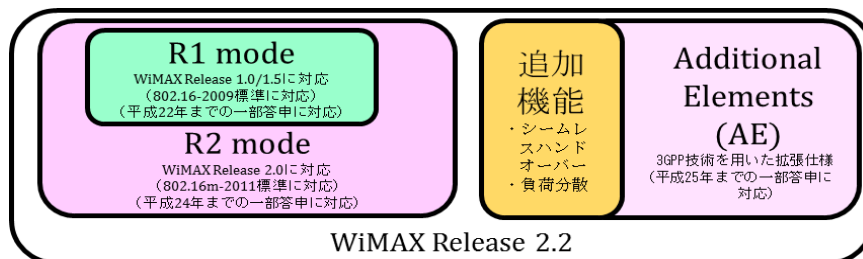 R1 mode
WiMAX Release 1.0/1.5に対応
（802.16-2009標準に対応）
（平成22年までの一部答申に対応）
R2 mode
WiMAX Release 2.0に対応
（802.16m-2011標準に対応）
（平成24年までの一部答申に対応）
追加
機能
・シームレ
スハンド
オーバー
・負荷分散
Additional
Elements
(AE)
3GPP技術を用いた拡張仕様
（平成25年までの一部答申に
対応）
WiMAX Release 2.2